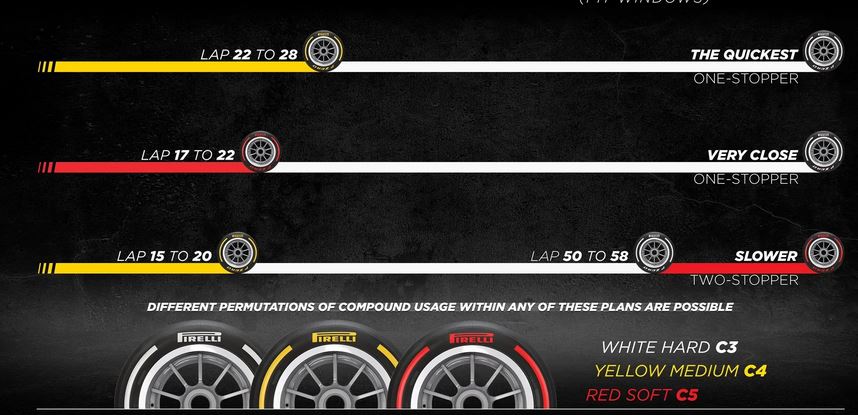 (PIT WINDOWS)
LAP 22 TO 28
THE QUICKEST
ONE-STOPPER
LAP 17 TO 22
VERY CLOSE
ONE-STOPPER
LAP 15 TO 20
LAP 50 TO 58
SLOWER
TWO-STOPPER
DIFFERENT PERMUTATIONS OF COMPOUND USAGE WITHIN ANY OF THESE PLANS ARE POSSIBLE
PIRELLI
PIRELLI
PIRELLI
WHITE HARD C3
YELLOW MEDIUM C4
RED SOFT C5